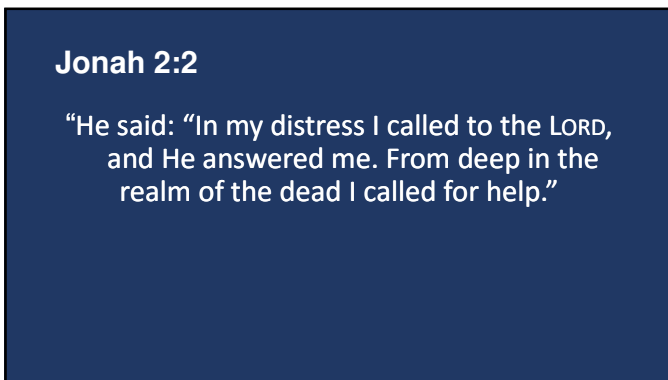 Jonah 2:2
“He said: “In my distress I called to the LORD,
and He answered me. From deep in the
realm of the dead I called for help.”